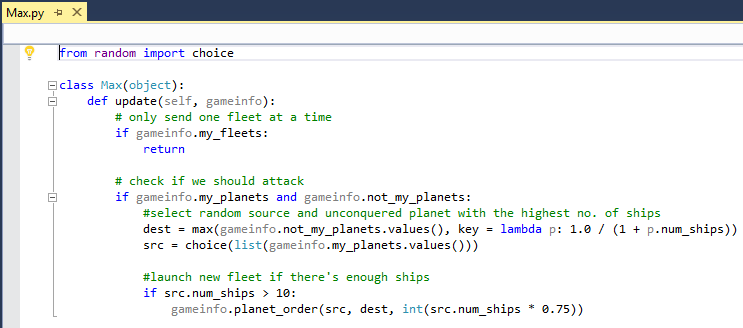 Max.py
from random import choice
class Max(object):
def update(self, gameinfo):
# only send one fleet at a time
if gameinfo.my_fleets:
return
# check if we should attack
if gameinfo.my_planets and gameinfo.not_my_planets:
#select random source and unconquered planet with the highest no. of ships
dest = max(gameinfo.not_my_planets.values(), key = lambda p: 1.0 / (1 + p.num_ships))
src = choice(list(gameinfo.my_planets.values()))
#launch new fleet if there's enough ships
if src.num_ships > 10:
gameinfo.planet_order(src, dest, int(src.num_ships * 0.75))